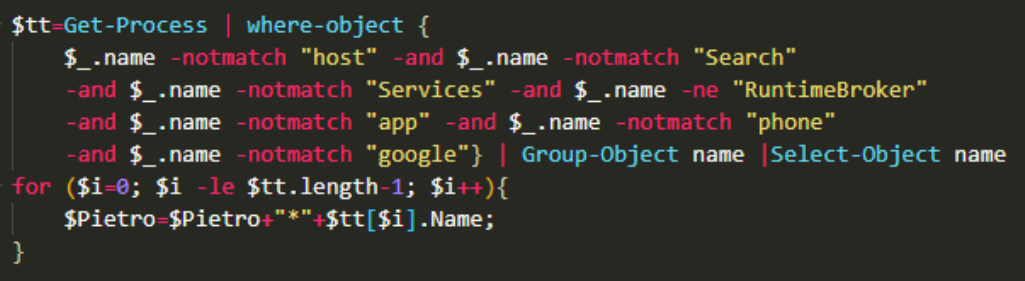 $tt=Get-Process | where-object {
$_.name -notmatch "host" -and $_.name -notmatch "Search"
-and $_.name -notmatch "Services" -and $_.name -ne "RuntimeBroker"
-and $_.name -notmatch "app" -and $_.name -notmatch "phone"
-and $_.name -notmatch "google"} | Group-Object name |Select-Object name
for ($i=0; $i -le $tt.length-1; $i++){
$Pietro=$Pietro+"*"+$tt[$i].Name;
}